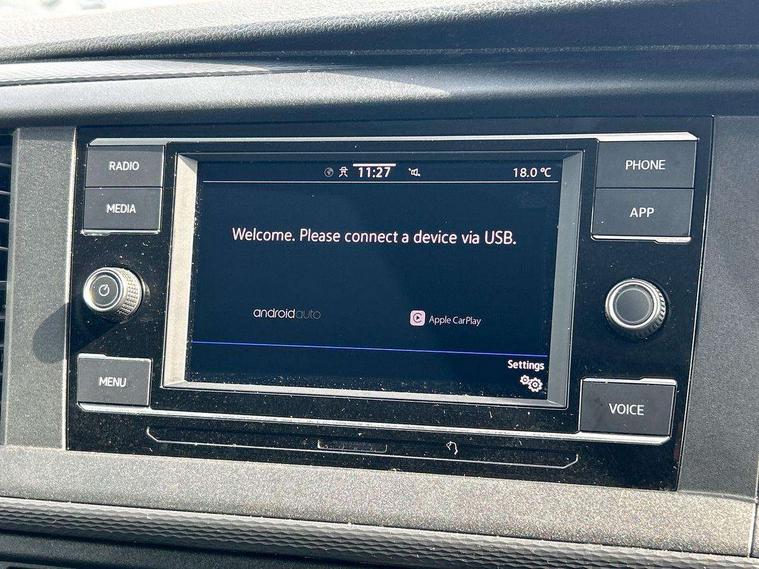 RADIO
MEDIA
MENU
11:27
18.0 °C
Welcome. Please connect a device via USB.
androidauto
Apple CarPlay
Settings
PHONE
APP
VOICE